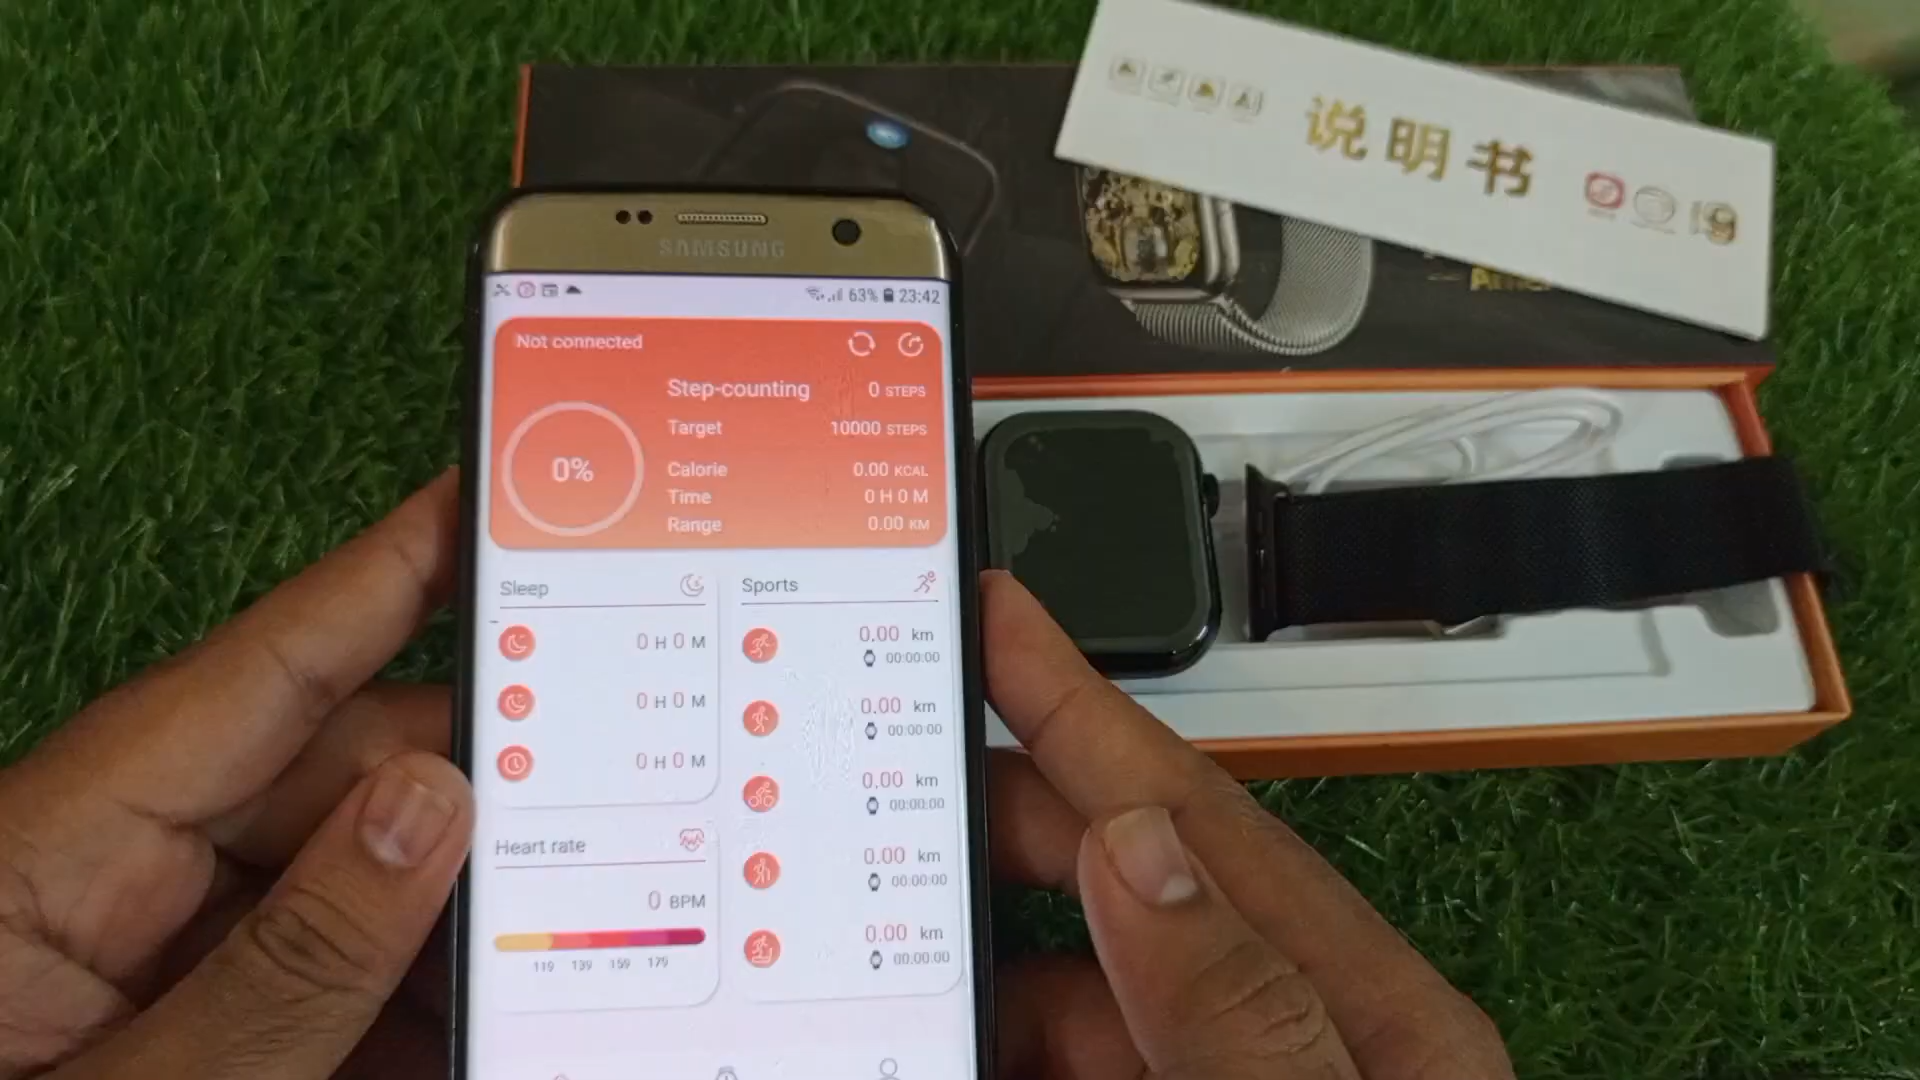 说明书
SAMSUNG
63% 23:42
Not connected
Step-counting 0 STEPS
Target 10000 STEPS
0%
Calorie 0.00 KCAL
Time 0 H 0 M
Range 0.00 KM
Sleep
0 H 0 M
0 H 0 M
0 H 0 M
Heart rate
0 BPM
119 139 159 179
Sports
0.00 km
00:00:00
0.00 km
00:00:00
0.00 km
00:00:00
0.00 km
00:00:00
0.00 km
00:00:00